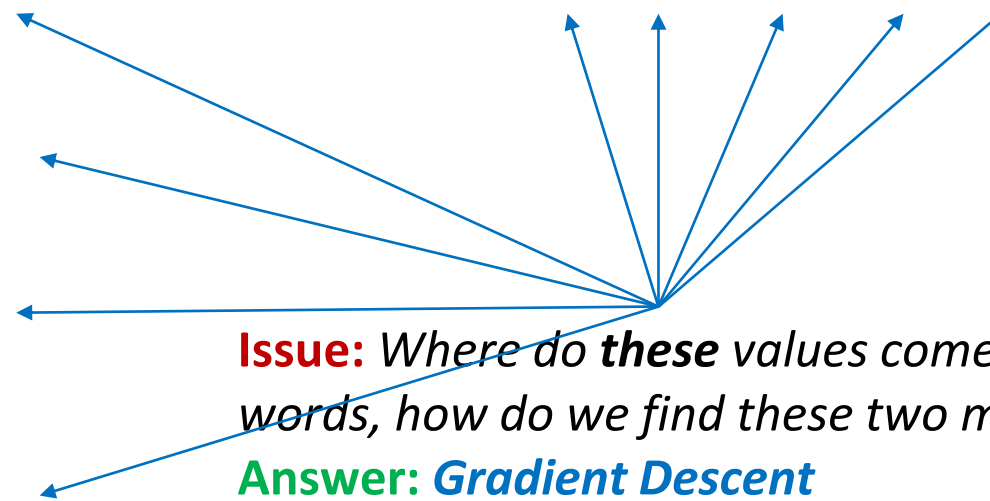 Issue: Where do these values come
words, how do we find these two
Answer: Gradient Descent